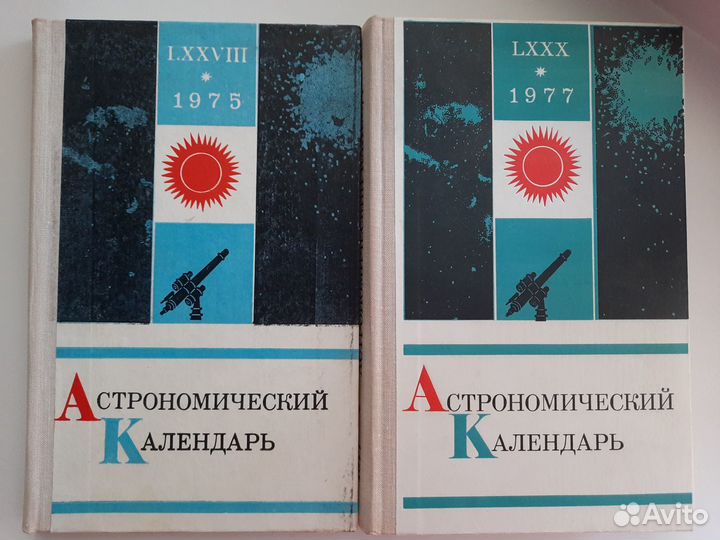 LXXVIII
1975
АСТРОНОМИЧЕСКИЙ
КАЛЕНДАРЬ
LXXX
1977
АСТРОНОМИЧЕСКИЙ
КАЛЕНДАРЬ
Avito